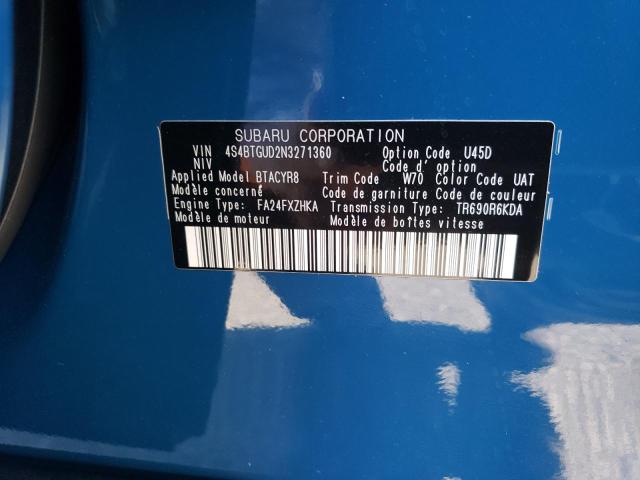 SUBARU CORPORATION
VIN 4S4BTGUD2N3271360 Option Code U45D
NIV Code d' option
Applied Model BTACYR8 Trim Code W70 Color Code UAT
Modèle concerné Code de garniture Code de couleur
Engine Type: FA24FXZHKA Transmission Type: TR690R6KDA
Modèle de moteur: Modèle de boîtes vitesse